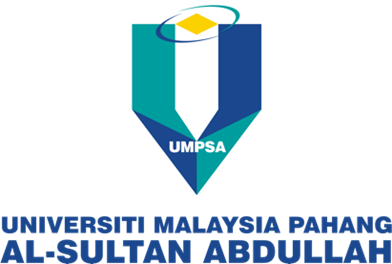 UMPSA
UNIVERSITI MALAYSIA PAHANG
AL-SULTAN ABDULLAH